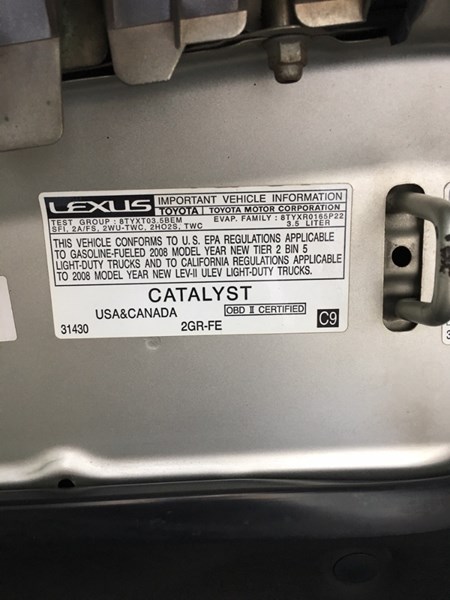 LEXUS IMPORTANT VEHICLE INFORMATION
TOYOTA TOYOTA MOTOR CORPORATION
TEST GROUP : 8TYXT03.5BEM EVAP. FAMILY : 8TYXR0165P22
SFI, 2A/FS, 2WU-TWC, 2HO2S, TWC 3.5 LITER
THIS VEHICLE CONFORMS TO U.S. EPA REGULATIONS APPLICABLE
TO GASOLINE-FUELED 2008 MODEL YEAR NEW TIER 2 BIN 5
LIGHT-DUTY TRUCKS AND TO CALIFORNIA REGULATIONS APPLICABLE
TO 2008 MODEL YEAR NEW LEV-II ULEV LIGHT-DUTY TRUCKS.
CATALYST
USA&CANADA OBD II CERTIFIED
31430 2GR-FE C9